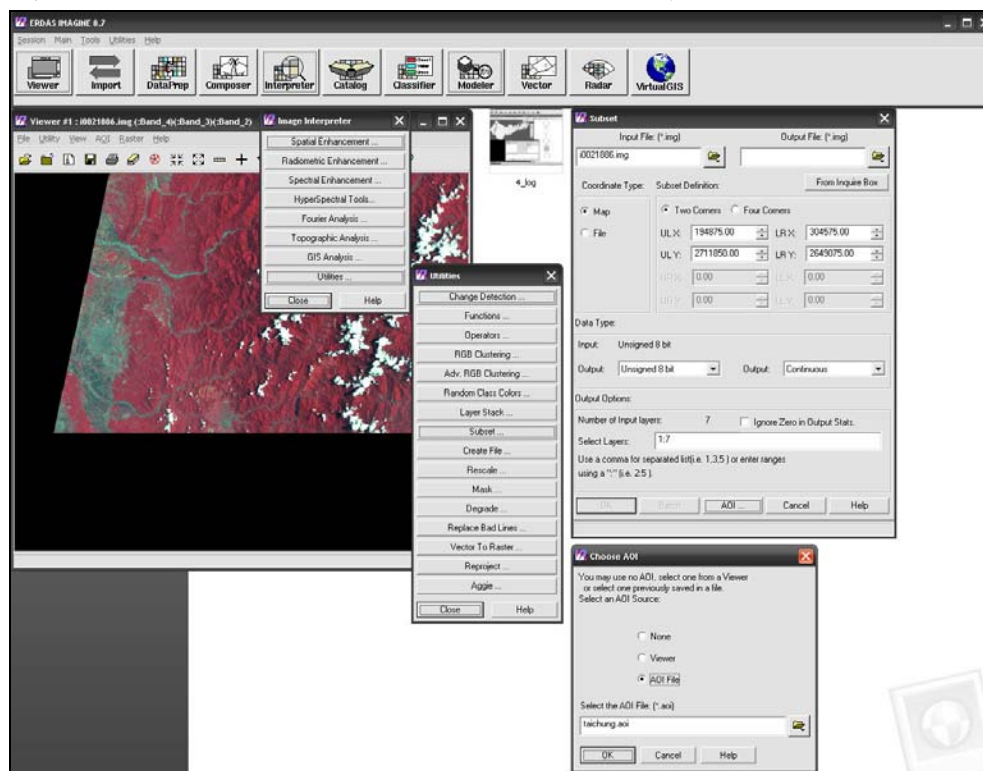 ERDAS IMAGINE 8.7
Session Main Tools Utilities Help
Viewer Import DataPrep Composer Interpreter Catalog Classifier Modeler Vector Radar VirtualGIS
Viewer #1 : i0021806.img (:Band_4)(:Band_3)(:Band_2)
File Utility View AOI Raster Help
4_log
Image Interpreter
Spatial Enhancement ...
Radiometric Enhancement ...
Spectral Enhancement ...
HyperSpectral Tools...
Fourier Analysis ...
Topographic Analysis ...
GIS Analysis ...
Utilities ...
Close Help
Utilities
Change Detection ...
Functions ...
Operators ...
RGB Clustering ...
Adv. RGB Clustering ...
Random Class Colors ...
Layer Stack ...
Subset ...
Create File ...
Rescale ...
Mask ...
Degrade ...
Replace Bad Lines ...
Vector To Raster ...
Reproject ...
Aggie ...
Close Help
Subset
Input File: (*.img) Output File: (*.img)
i0021806.img
Coordinate Type: Subset Definition: From Inquire Box
Map Two Corners Four Corners
File
UL X: 194875.00 LR X: 304575.00
UL Y: 2711850.00 LR Y: 2649075.00
0.00 0.00
0.00 0.00
Data Type:
Input: Unsigned 8 bit
Output: Unsigned 8 bit Output: Continuous
Output Options:
Number of Input layers: 7 Ignore Zero in Output Stats.
Select Layers: 1:7
Use a comma for separated list(i.e. 1,3,5 ) or enter ranges
using a ":" (i.e. 2:5 ).
OK Batch AOI ... Cancel Help
Choose AOI
You may use no AOI, select one from a Viewer
or select one previously saved in a file.
Select an AOI Source:
None
Viewer
AOI File
Select the AOI File: (*.aoi)
taichung.aoi
OK Cancel Help